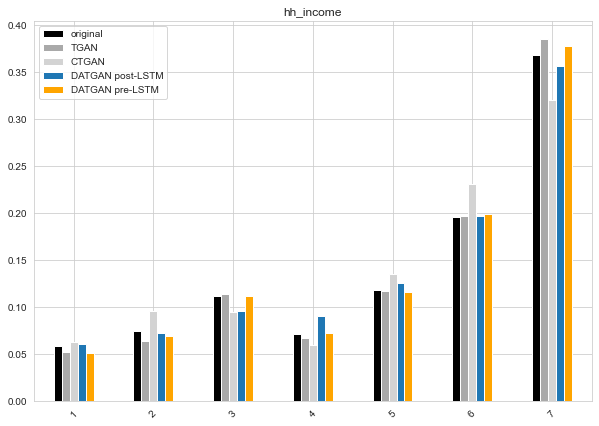 hh_income
0.40
0.35
0.30
0.25
0.20
0.15
0.10
0.05
0.00
original
TGAN
CTGAN
DATGAN post-LSTM
DATGAN pre-LSTM
1 2 3 4 5 6 7